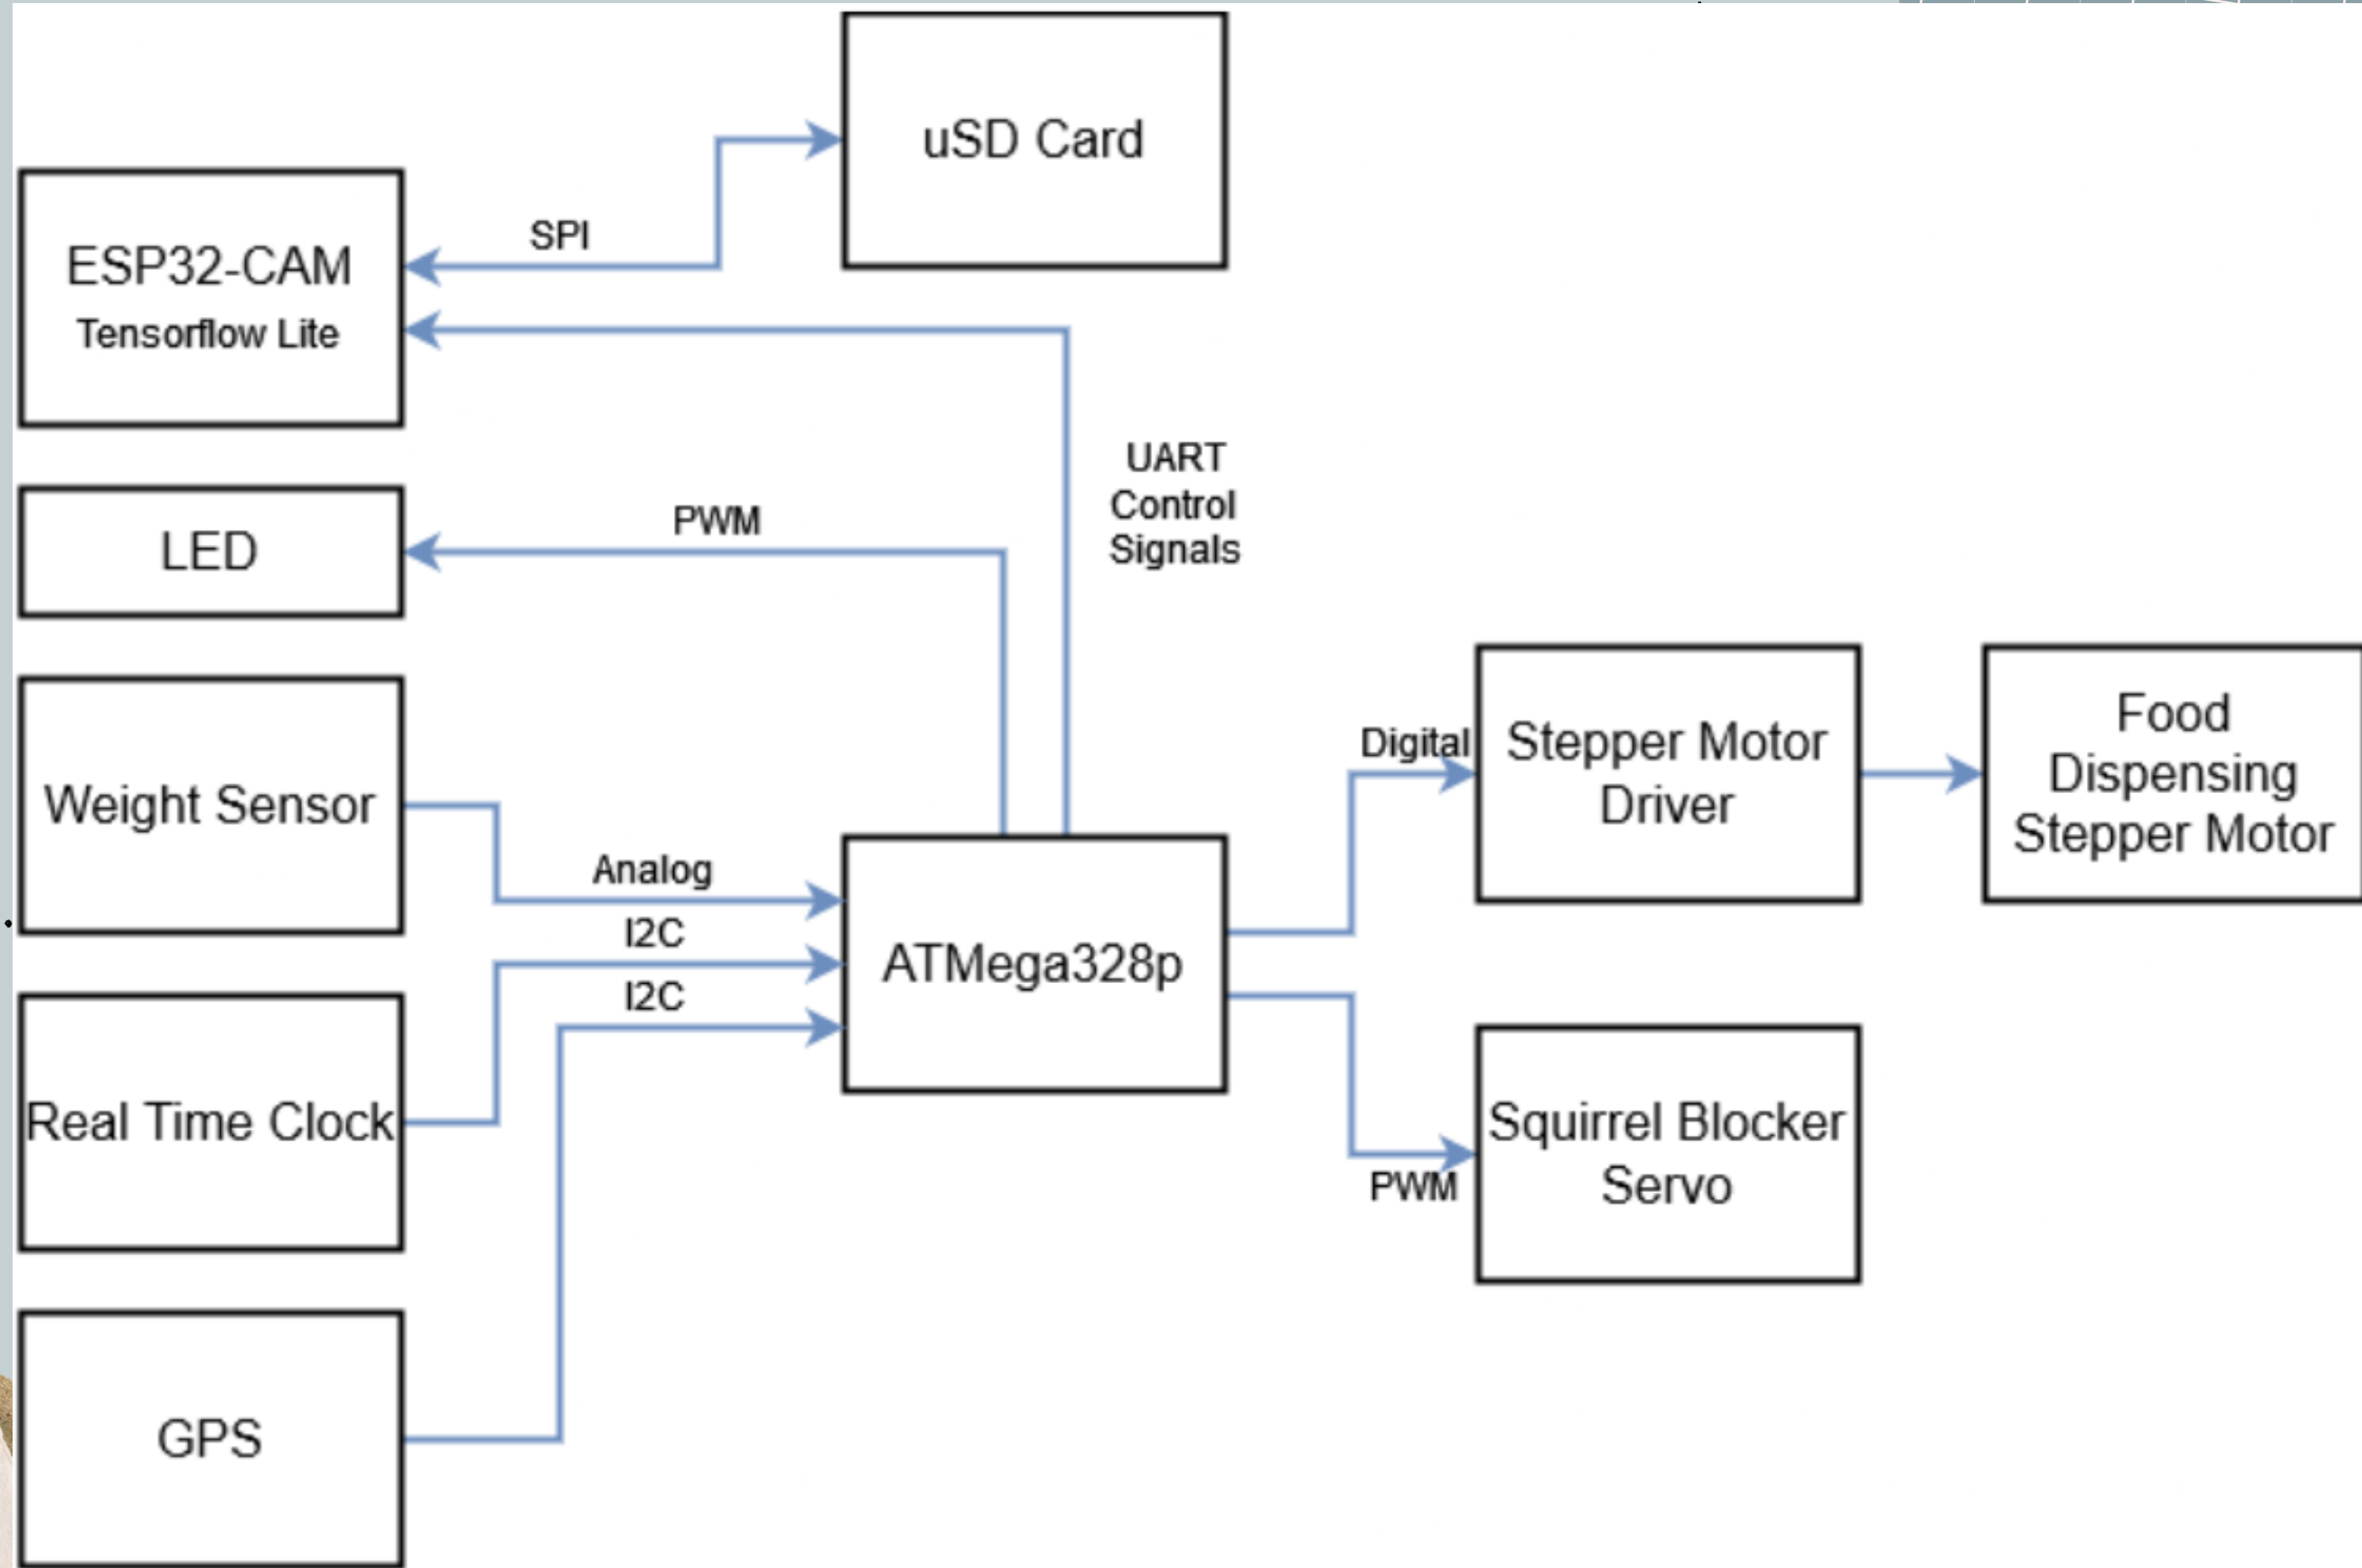 uSD Card
ESP32-CAM
Tensorflow Lite
SPI
UART
Control
Signals
LED
PWM
Weight Sensor
Analog
I2C
I2C
Real Time Clock
GPS
ATMega328p
Digital
Stepper Motor
Driver
Food
Dispensing
Stepper Motor
PWM
Squirrel Blocker
Servo